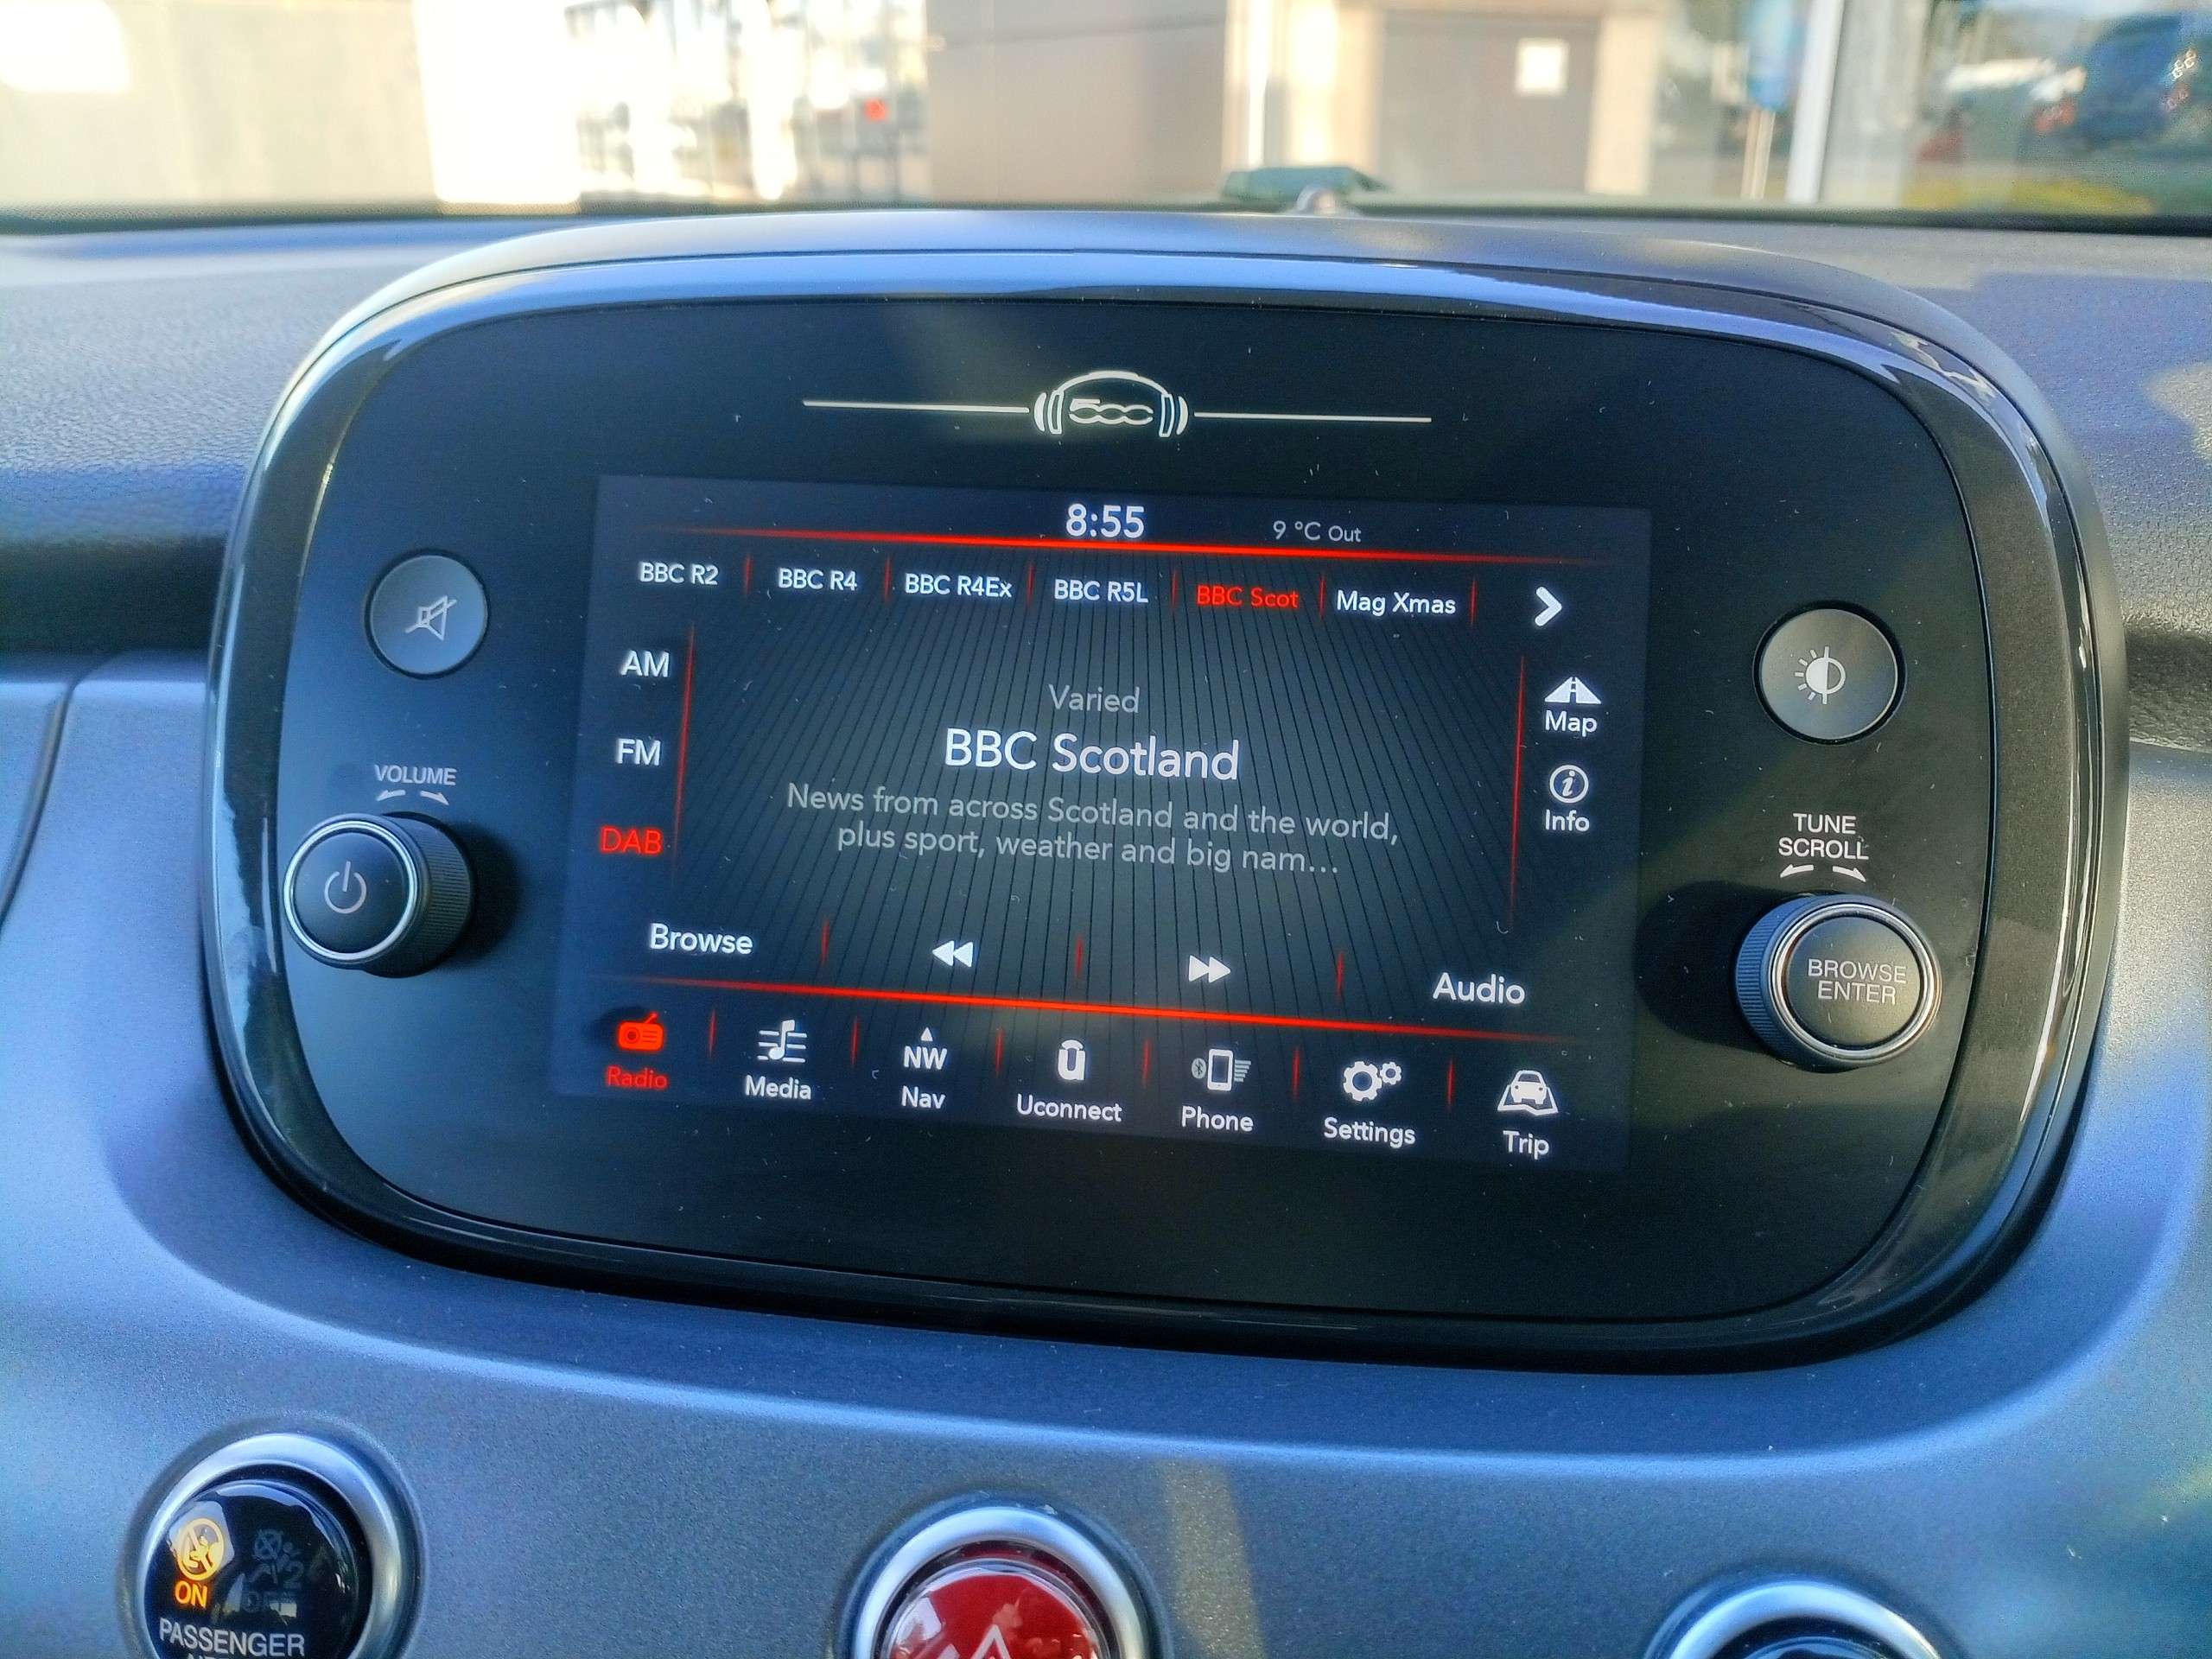 500
8:55
9 °C Out
BBC R2
BBC R4
BBC R4Ex
BBC R5L
BBC Scot
Mag Xmas
AM
FM
DAB
Varied
BBC Scotland
News from across Scotland and the world,
plus sport, weather and big nam...
Map
Info
VOLUME
TUNE
SCROLL
BROWSE
ENTER
Browse
Audio
Radio
Media
NW
Nav
Uconnect
Phone
Settings
Trip
ON
OFF
PASSENGER